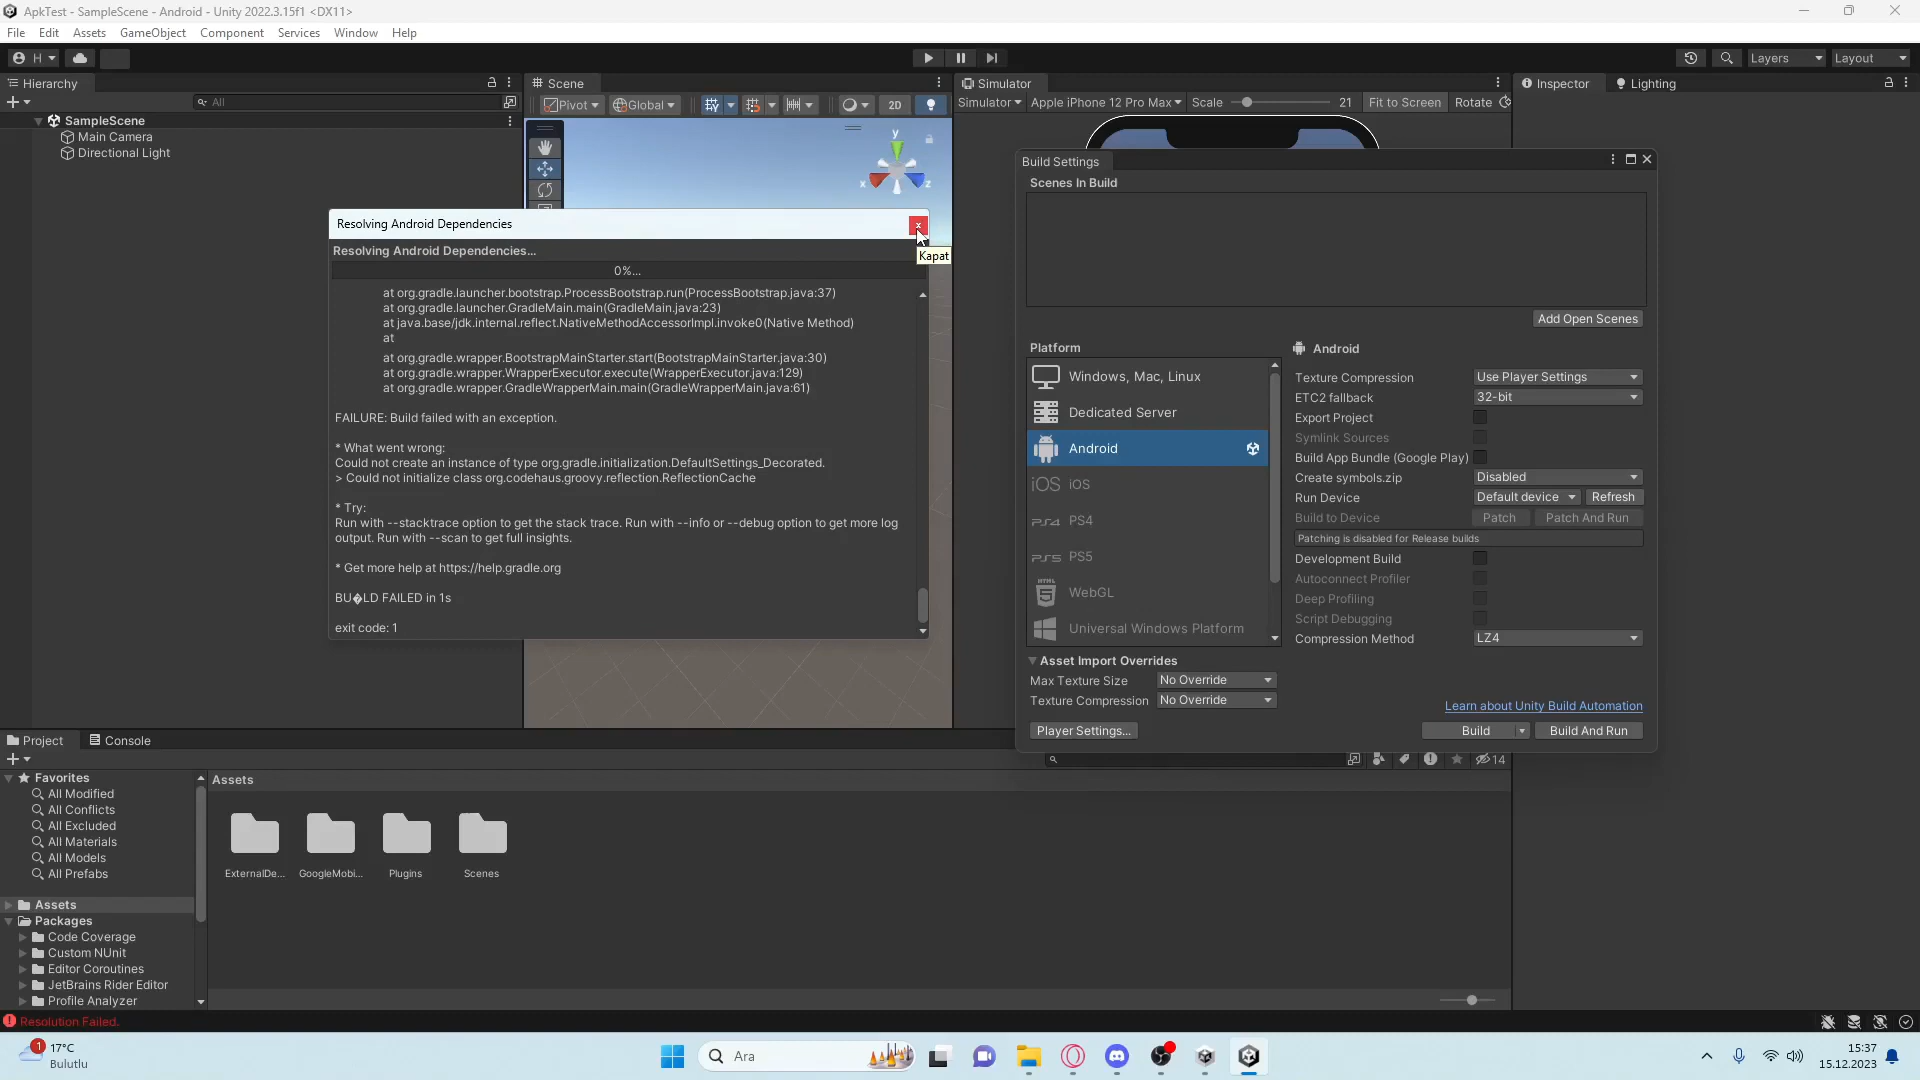 ApkTest - SampleScene - Android - Unity 2022.3.15f1 <DX11>
File Edit Assets GameObject Component Services Window Help
H Layers Layout
Hierarchy
All
SampleScene
Main Camera
Directional Light
Scene
Pivot Global 2D
y
x z
Simulator
Simulator Apple iPhone 12 Pro Max Scale 21 Fit to Screen Rotate
Inspector Lighting
Resolving Android Dependencies
Kapat
Resolving Android Dependencies...
0%...
at org.gradle.launcher.bootstrap.ProcessBootstrap.run(ProcessBootstrap.java:37)
at org.gradle.launcher.GradleMain.main(GradleMain.java:23)
at java.base/jdk.internal.reflect.NativeMethodAccessorImpl.invoke0(Native Method)
at
at org.gradle.wrapper.BootstrapMainStarter.start(BootstrapMainStarter.java:30)
at org.gradle.wrapper.WrapperExecutor.execute(WrapperExecutor.java:129)
at org.gradle.wrapper.GradleWrapperMain.main(GradleWrapperMain.java:61)
FAILURE: Build failed with an exception.
* What went wrong:
Could not create an instance of type org.gradle.initialization.DefaultSettings_Decorated.
> Could not initialize class org.codehaus.groovy.reflection.ReflectionCache
* Try:
Run with --stacktrace option to get the stack trace. Run with --info or --debug option to get more log
output. Run with --scan to get full insights.
* Get more help at https://help.gradle.org
BU�LD FAILED in 1s
exit code: 1
Build Settings
Scenes In Build
Add Open Scenes
Platform
Windows, Mac, Linux
Dedicated Server
Android
iOS iOS
PS4 PS4
PS5 PS5
HTML
WebGL
Universal Windows Platform
Android
Texture Compression Use Player Settings
ETC2 fallback 32-bit
Export Project
Symlink Sources
Build App Bundle (Google Play)
Create symbols.zip Disabled
Run Device Default device Refresh
Build to Device Patch Patch And Run
Patching is disabled for Release builds
Development Build
Autoconnect Profiler
Deep Profiling
Script Debugging
Compression Method LZ4
Asset Import Overrides
Max Texture Size No Override
Texture Compression No Override
Learn about Unity Build Automation
Player Settings... Build Build And Run
Project Console
14
Favorites
All Modified
All Conflicts
All Excluded
All Materials
All Models
All Prefabs
Assets
Packages
Code Coverage
Custom NUnit
Editor Coroutines
JetBrains Rider Editor
Profile Analyzer
Assets
ExternalDe... GoogleMobi... Plugins Scenes
Resolution Failed.
1
17°C
Bulutlu
Ara
15:37
15.12.2023